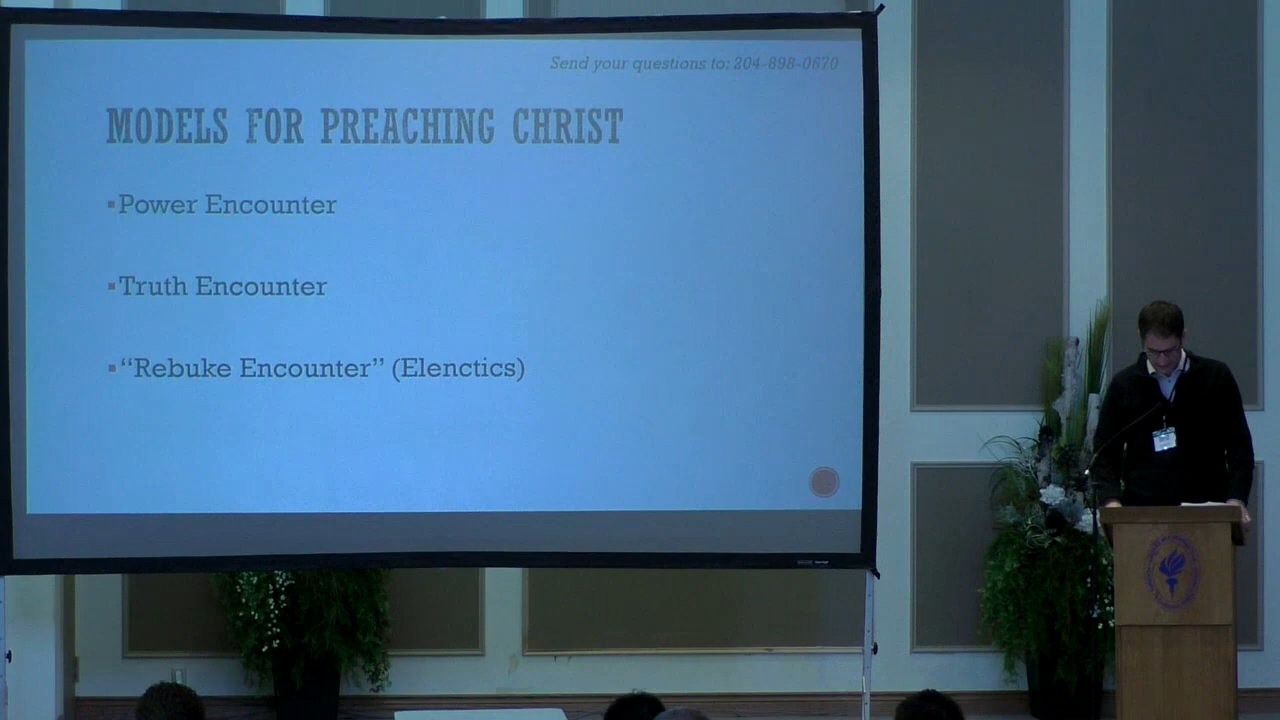 Send your questions to: 204-898-0670
MODELS FOR PREACHING CHRIST
▪Power Encounter
▪Truth Encounter
▪“Rebuke Encounter” (Elenctics)